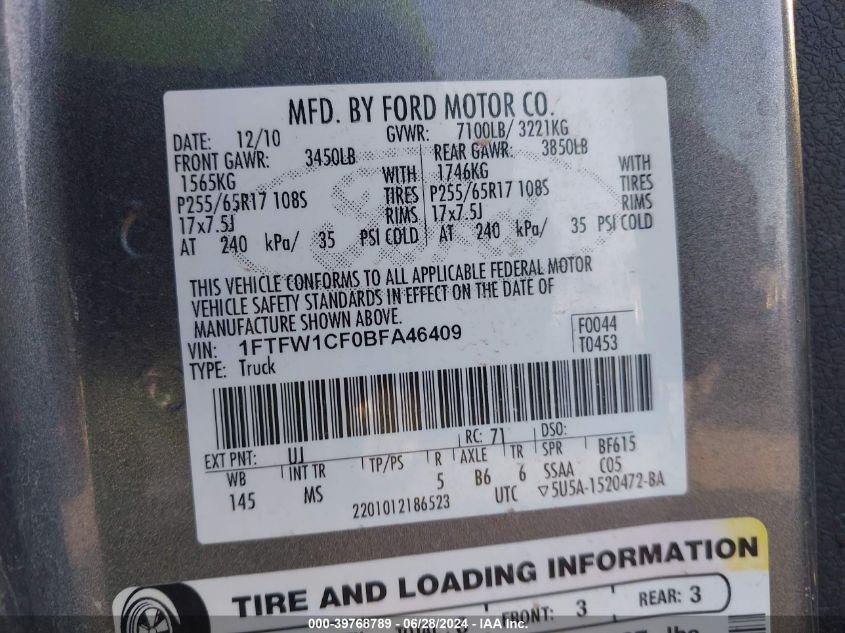 MFD. BY FORD MOTOR CO.
DATE: 12/10 GVWR: 7100LB/ 3221KG
FRONT GAWR: 3450LB REAR GAWR: 3850LB
1565KG WITH 1746KG WITH
P255/65R17 108S TIRES P255/65R17 108S TIRES
17x7.5J RIMS 17x7.5J RIMS
AT 240 kPa/ 35 PSI COLD AT 240 kPa/ 35 PSI COLD
THIS VEHICLE CONFORMS TO ALL APPLICABLE FEDERAL MOTOR
VEHICLE SAFETY STANDARDS IN EFFECT ON THE DATE OF
MANUFACTURE SHOWN ABOVE.
VIN: 1FTFW1CF0BFA46409 F0044
TYPE: Truck T0453
EXT PNT: UJ RC: 71 DSO:
WB INT TR TP/PS R AXLE TR SPR BF615
145 MS 5 B6 6 SSAA C05
2201012186523 UTC ▽5U5A-1520472-BA
TIRE AND LOADING INFORMATION
FRONT: 3 REAR: 3
000-39768789 - 06/28/2024 - IAA Inc.